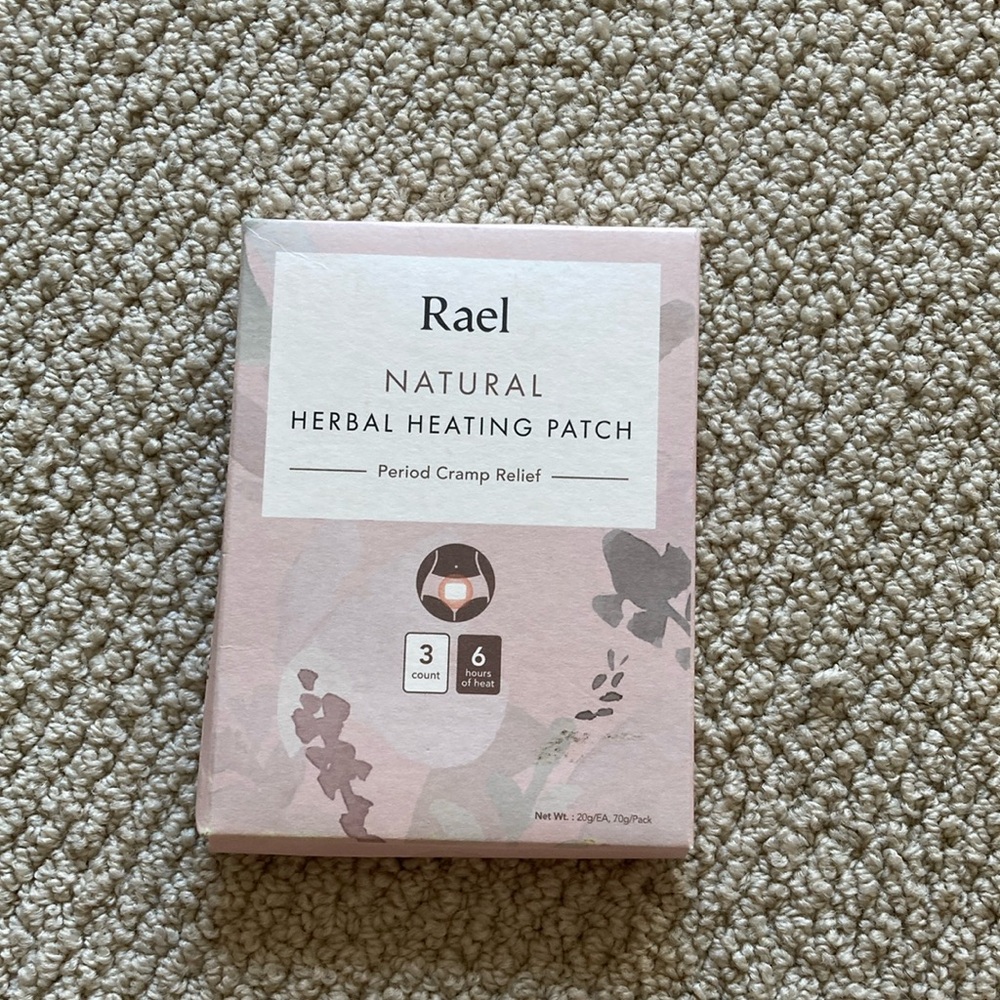 Rael
NATURAL
HERBAL HEATING PATCH
Period Cramp Relief
3
count
6
hours
of heat
Net Wt. : 20g/EA, 70g/Pack